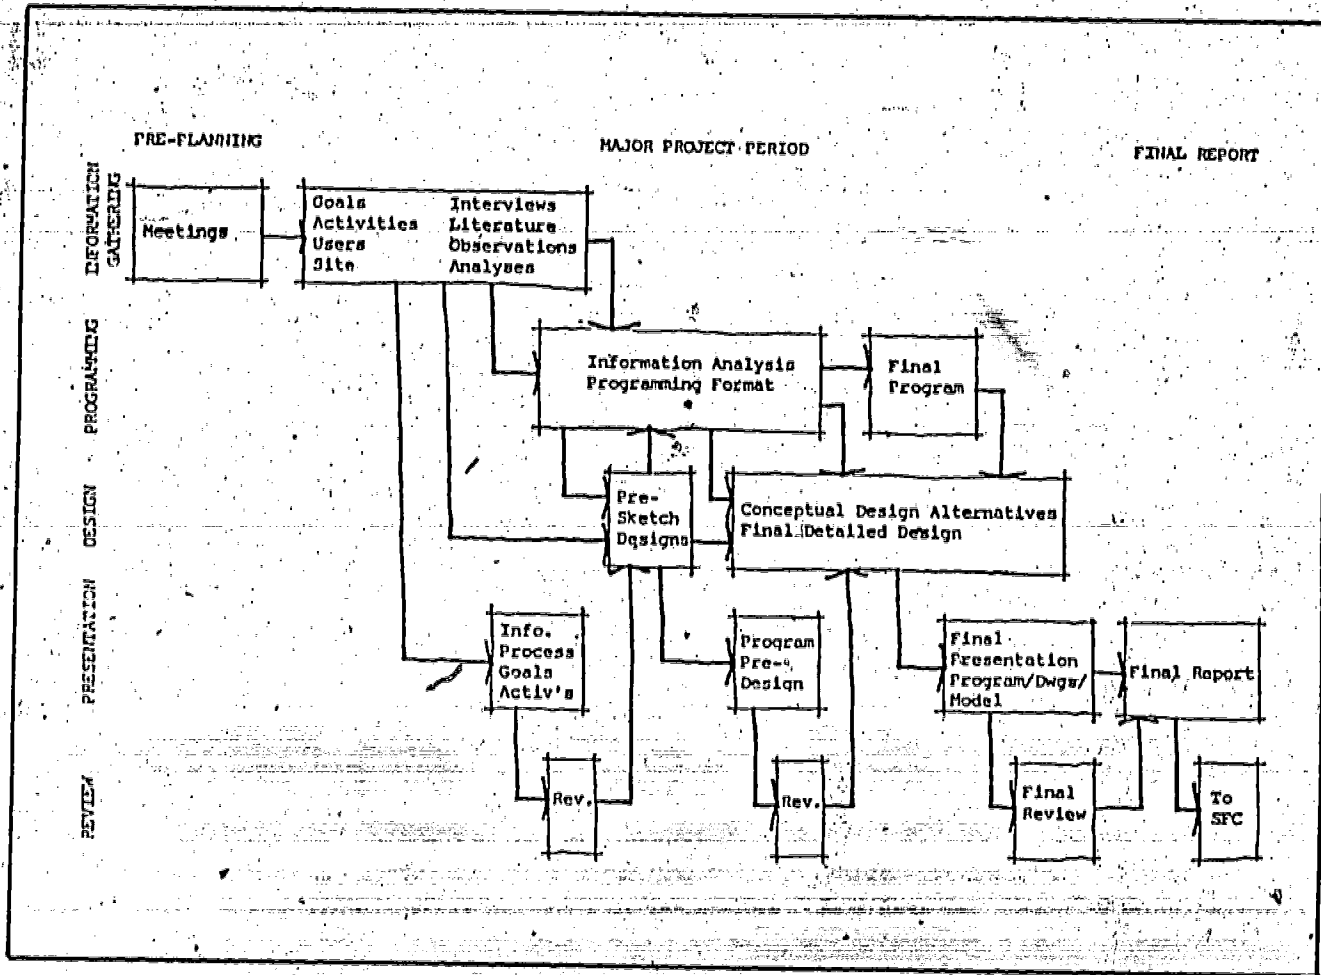 PRE-PLANNING
MAJOR PROJECT PERIOD
FINAL REPORT
INFORMATION
GATHERING
Meetings
Goals Interviews
Activities Literature
Users Observations
Site Analyses
PROGRAMMING
Information Analysis
Programming Format
Final
Program
DESIGN
Pre-
Sketch
Designs
Conceptual Design Alternatives
Final Detailed Design
PRESENTATION
Info.
Process
Goals
Activ's
Program
Pre-
Design
Final
Presentation
Program/Dwgs/
Model
Final Report
REVIEW
Rev.
Rev.
Final
Review
To
SFC